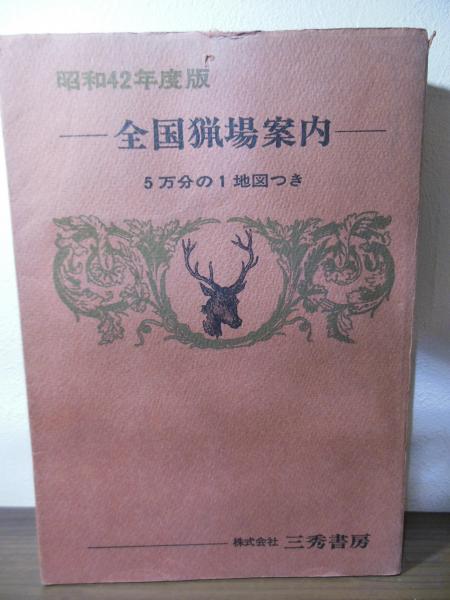 昭和42年度版
全国猟場案内
5万分の1地図つき
株式会社 三秀書房